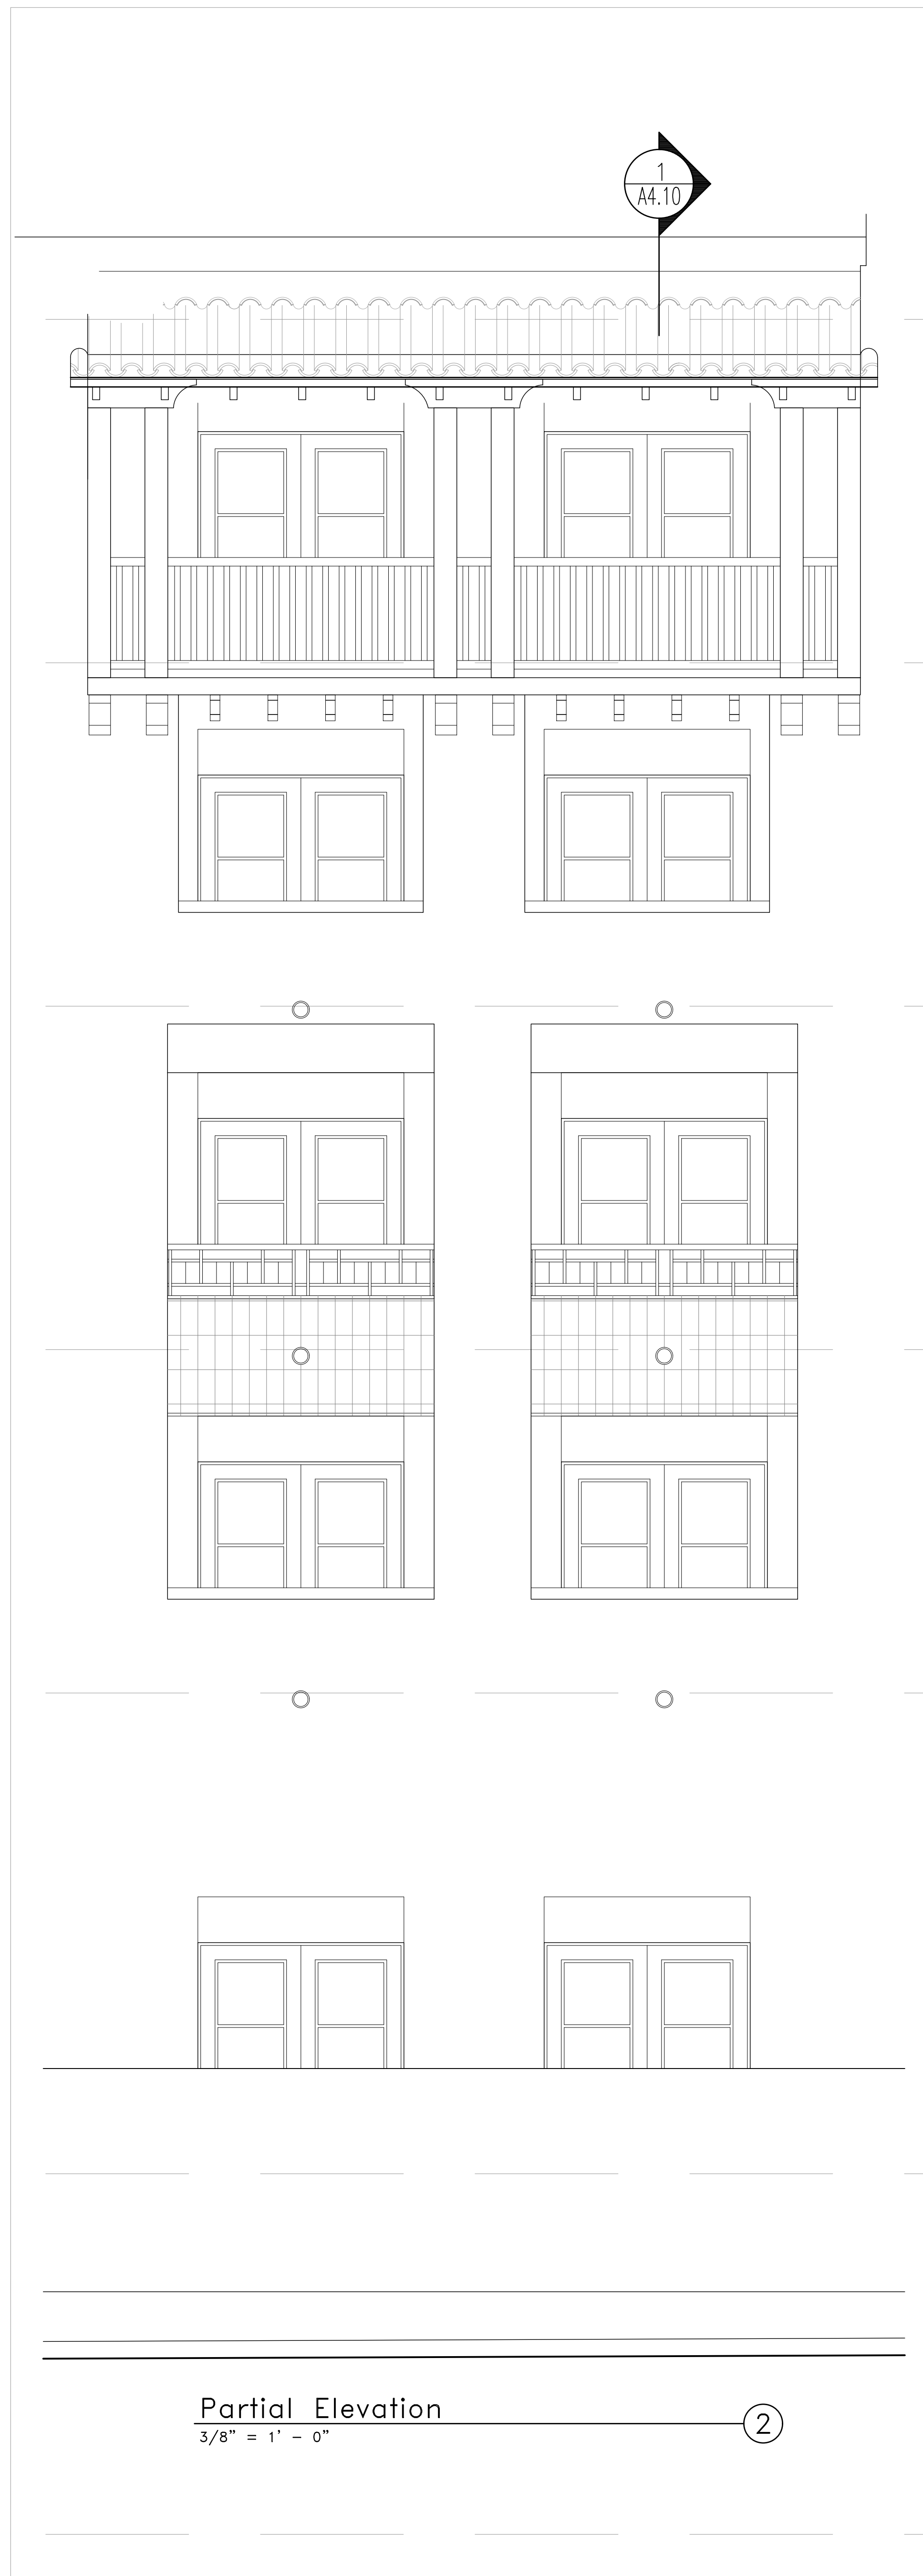 1
A4.10
Partial Elevation
2
3/8” = 1’ – 0”